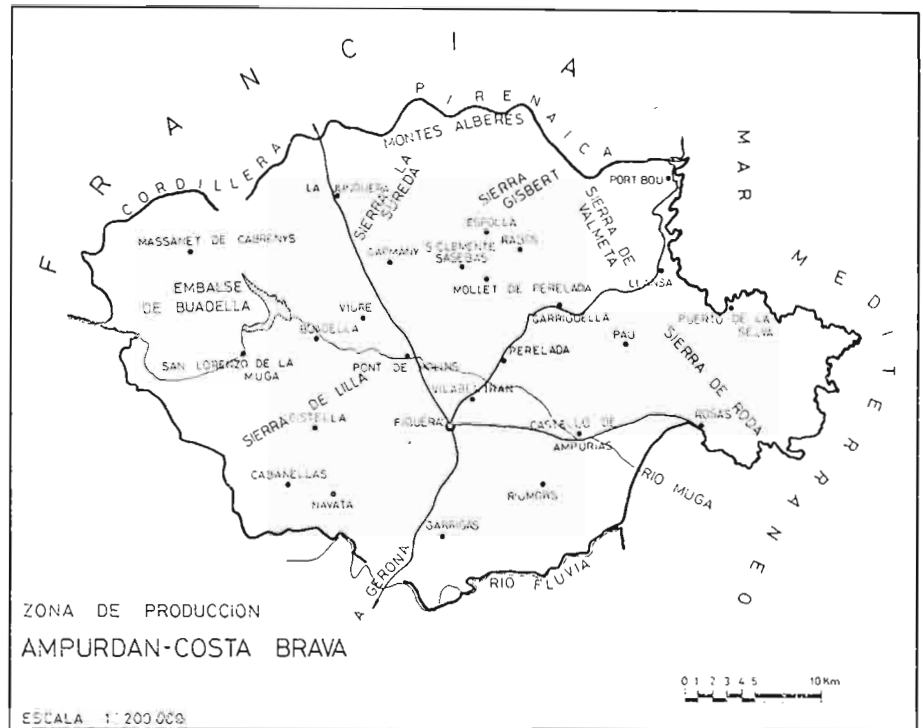 FRANCIA
CORDILLERA PIRENAICA
MONTES ALBERES
MAR MEDITERRANEO
PORT BOU
LA JUNQUERA
SIERRA LA SUREDA
SIERRA GISBERT
SIERRA DE VALMETA
ESPOLLA
RABOS
MASSANET DE CABRENYS
CAPMANY
S.CLEMENTE SASEBAS
MOLLET DE PERELADA
LLANSA
EMBALSE DE BUADELLA
VIURE
GARRIGUELLA
PUERTO DE LA SELVA
BOADELLA
PAU
SAN LORENZO DE LA MUGA
PONT DE MOLINS
PERELADA
SIERRA DE RODA
SIERRA DE LILLA
VILABERTRAN
CISTELLA
FIGUERAS
CASTELLO DE AMPURIAS
ROSAS
CABANELLAS
NAVATA
RIUMORS
RIO MUGA
GARRIGAS
A GERONA
RIO FLUVIA
ZONA DE PRODUCCION
AMPURDAN-COSTA BRAVA
0 1 2 3 4 5 10 Km
ESCALA 1:200.000